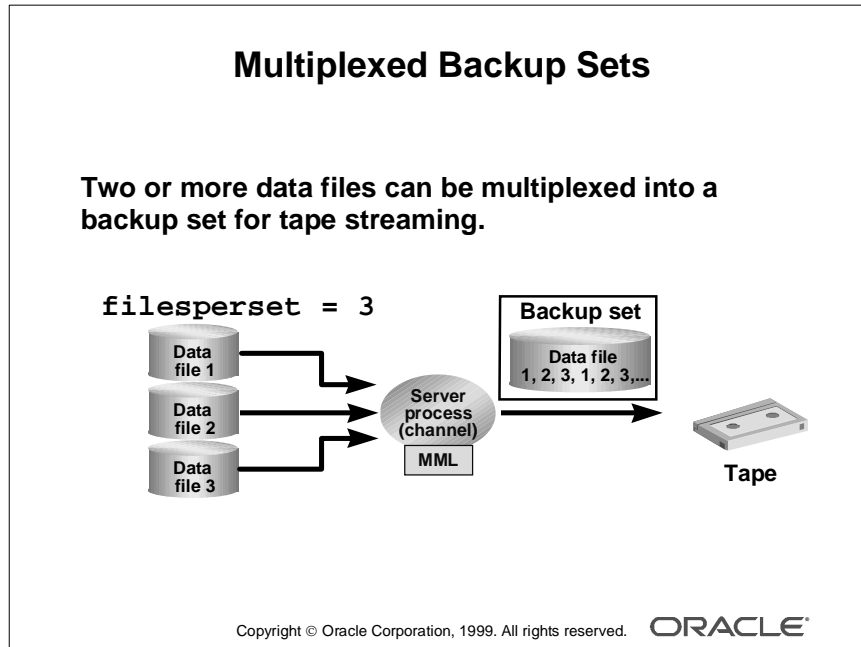 Multiplexed Backup Sets
Two or more data files can be multiplexed into a
backup set for tape streaming.
filesperset = 3
Data
file 1
Data
file 2
Data
file 3
Server
process
(channel)
MML
Backup set
Data file
1, 2, 3, 1, 2, 3,...
Tape
Copyright © Oracle Corporation, 1999. All rights reserved.
ORACLE®